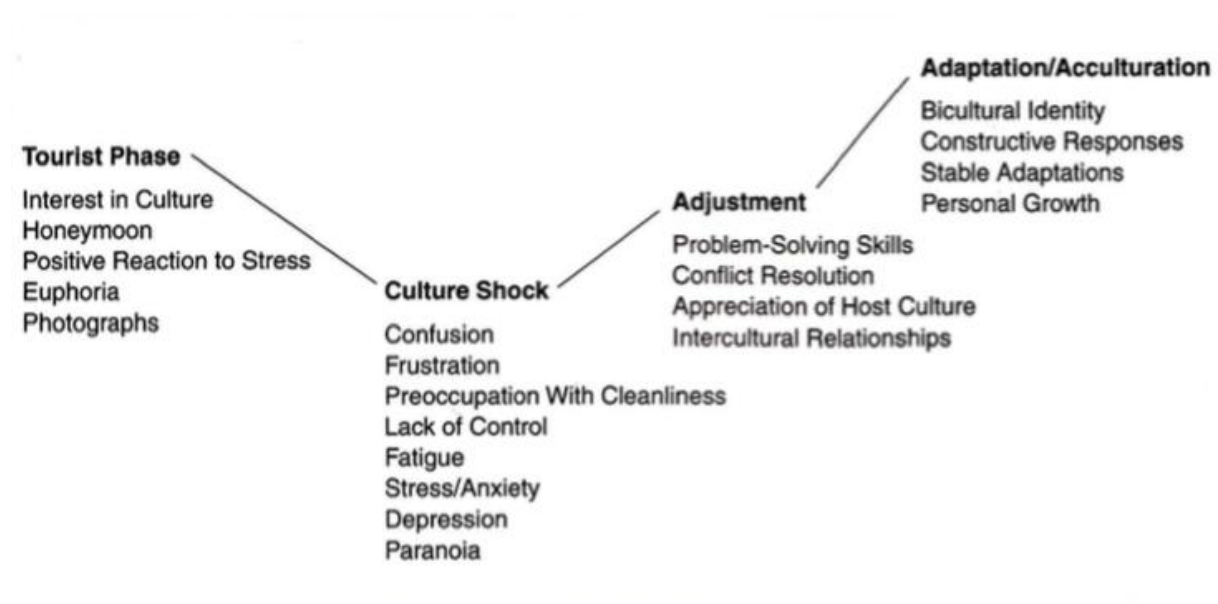 Tourist Phase
Interest in Culture
Honeymoon
Positive Reaction to Stress
Euphoria
Photographs
Culture Shock
Confusion
Frustration
Preoccupation With Cleanliness
Lack of Control
Fatigue
Stress/Anxiety
Depression
Paranoia
Adjustment
Problem-Solving Skills
Conflict Resolution
Appreciation of Host Culture
Intercultural Relationships
Adaptation/Acculturation
Bicultural Identity
Constructive Responses
Stable Adaptations
Personal Growth